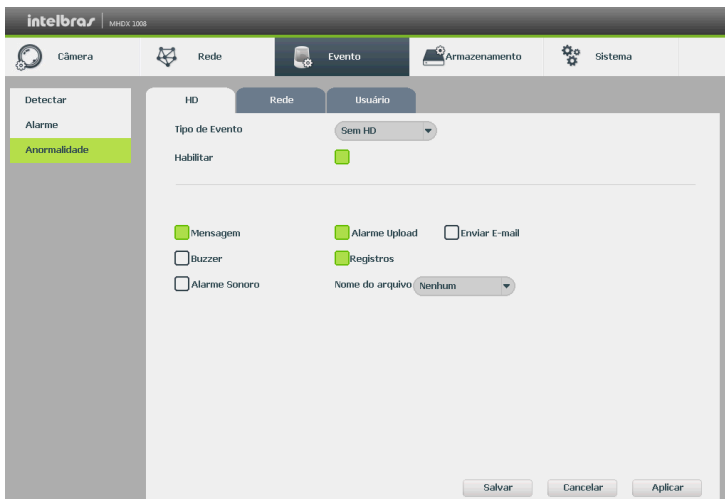 intelbras MHDX 1008
Câmera Rede Evento Armazenamento Sistema
Detectar
Alarme
Anormalidade
HD Rede Usuário
Tipo de Evento Sem HD
Habilitar
Mensagem Alarme Upload Enviar E-mail
Buzzer Registros
Alarme Sonoro Nome do arquivo Nenhum
Salvar Cancelar Aplicar